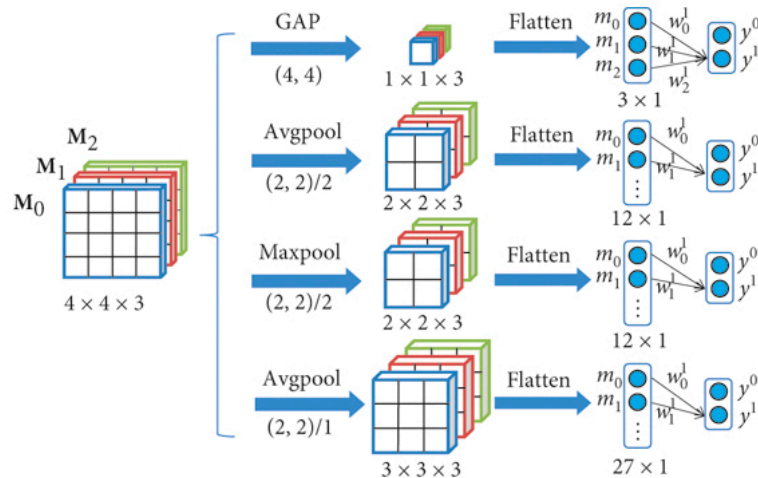 M₂
M₁
M₀
4 × 4 × 3
GAP
(4, 4)
1 × 1 × 3
Flatten
m₀
m₁
m₂
w₀¹
w₁¹
w₂¹
y⁰
y¹
3 × 1
Avgpool
(2, 2)/2
2 × 2 × 3
Flatten
m₀
m₁
⋮
w₀¹
w₁¹
y⁰
y¹
12 × 1
Maxpool
(2, 2)/2
2 × 2 × 3
Flatten
m₀
m₁
⋮
w₀¹
w₁¹
y⁰
y¹
12 × 1
Avgpool
(2, 2)/1
3 × 3 × 3
Flatten
m₀
m₁
⋮
w₀¹
w₁¹
y⁰
y¹
27 × 1